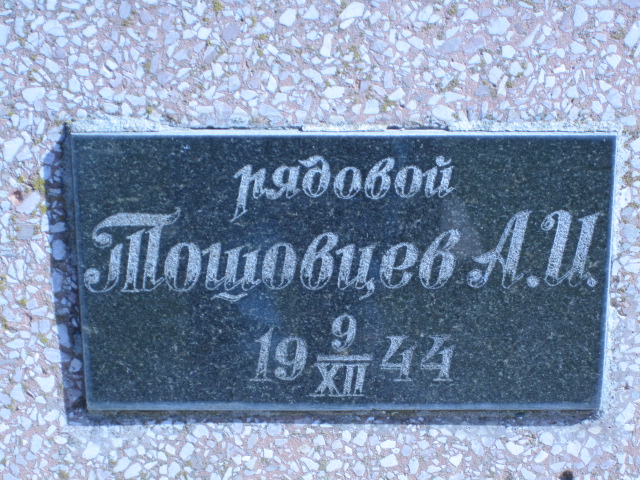 рядовой
Тощовцев А.И.
19 9/XII 44